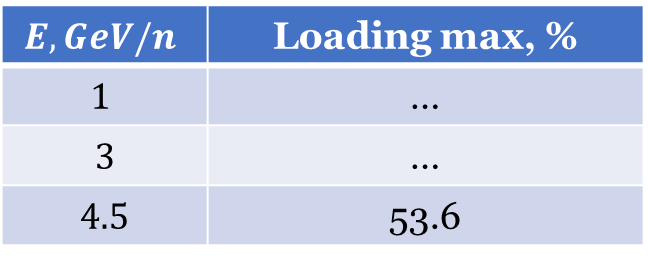 E, GeV/n Loading max, %
1 ...
3 ...
4.5 53.6